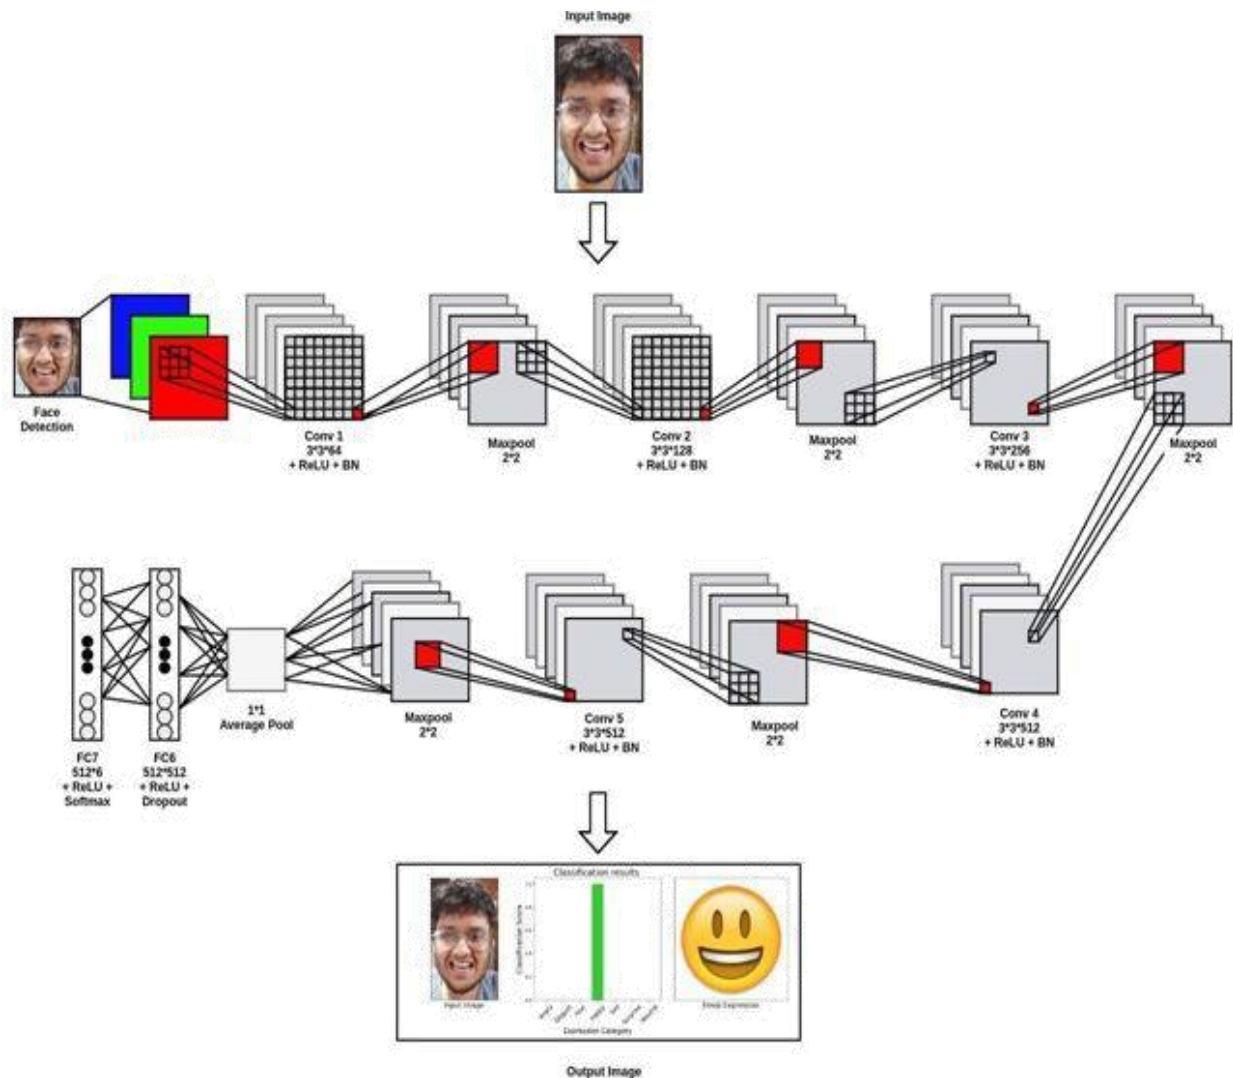 Input Image
Face
Detection
Conv 1
3*3*64
+ ReLU + BN
Maxpool
2*2
Conv 2
3*3*128
+ ReLU + BN
Maxpool
2*2
Conv 3
3*3*256
+ ReLU + BN
Maxpool
2*2
FC7
512*6
+ ReLU +
Softmax
FC6
512*512
+ ReLU +
Dropout
1*1
Average Pool
Maxpool
2*2
Conv 5
3*3*512
+ ReLU + BN
Maxpool
2*2
Conv 4
3*3*512
+ ReLU + BN
Classification results
Classification Score
Input Image
Expression Category
Emoji Expression
Output Image